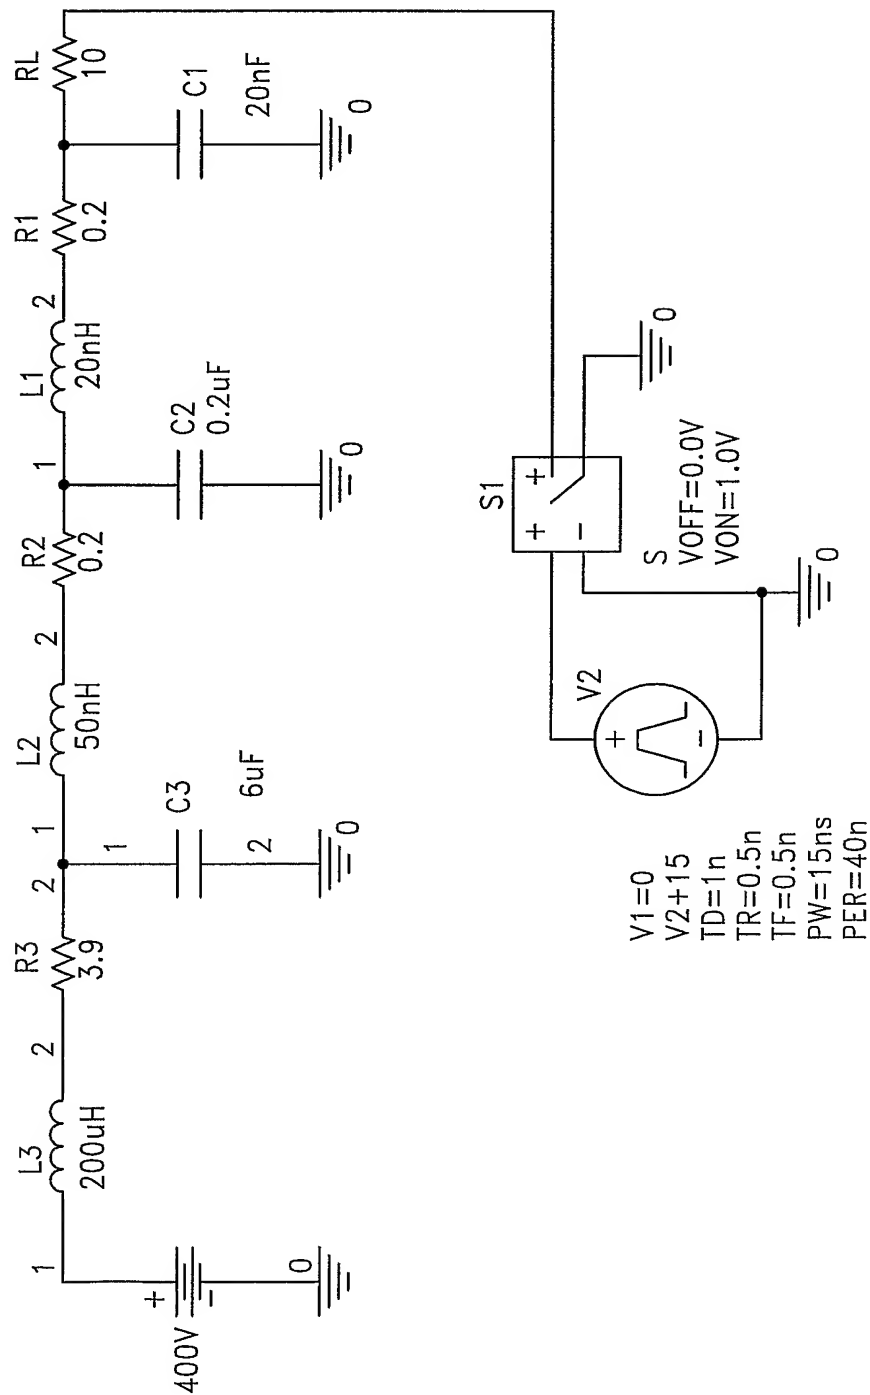 400V
+
-
0
1
L3
200uH
2
R3
3.9
2
1
C3
6uF
1
2
0
L2
50nH
2
R2
0.2
1
C2
0.2uF
0
L1
20nH
2
R1
0.2
C1
20nF
0
RL
10
V1=0
V2+15
TD=1n
TR=0.5n
TF=0.5n
PW=15ns
PER=40n
V2
+
-
0
S1
+
+
-
S
VOFF=0.0V
VON=1.0V
0